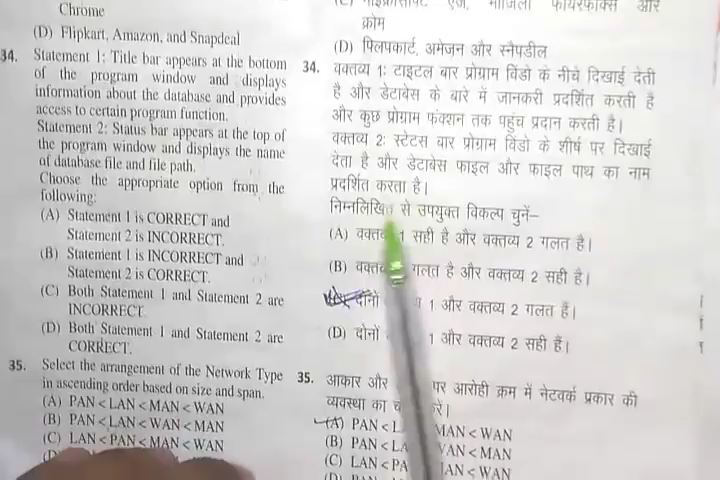 Chrome
(D) Flipkart, Amazon, and Snapdeal
34. Statement 1: Title bar appears at the bottom
of the program window and displays
information about the database and provides
access to certain program function.
Statement 2: Status bar appears at the top of
the program window and displays the name
of database file and file path.
Choose the appropriate option from the
following:
(A) Statement 1 is CORRECT and
Statement 2 is INCORRECT.
(B) Statement 1 is INCORRECT and
Statement 2 is CORRECT.
(C) Both Statement 1 and Statement 2 are
INCORRECT.
(D) Both Statement 1 and Statement 2 are
CORRECT.
35. Select the arrangement of the Network Type
in ascending order based on size and span.
(A) PAN < LAN < MAN < WAN
(B) PAN < LAN < WAN < MAN
(C) LAN < PAN < MAN < WAN
क्रोम
(D) फ्लिपकार्ट, अमेजन और स्नैपडील
34. वक्तव्य 1: टाइटल बार प्रोग्राम विंडो के नीचे दिखाई देती
है और डेटाबेस के बारे में जानकरी प्रदर्शित करती है
और कुछ प्रोग्राम फंक्शन तक पहुंच प्रदान करती है।
वक्तव्य 2: स्टेटस बार प्रोग्राम विंडो के शीर्ष पर दिखाई
देता है और डेटाबेस फाइल और फाइल पाथ का नाम
प्रदर्शित करता है।
निम्नलिखित से उपयुक्त विकल्प चुनें–
(A) 1 सही है और वक्तव्य 2 गलत है।
(B) गलत है और वक्तव्य 2 सही है।
दोनों 1 और वक्तव्य 2 गलत हैं।
(D) दोनों 1 और वक्तव्य 2 सही हैं।
35. आकार और पर आरोही क्रम में नेटवर्क प्रकार की
व्यवस्था का करें।
(A) PAN < MAN < WAN
(B) PAN < < MAN
(C) LAN < < WAN